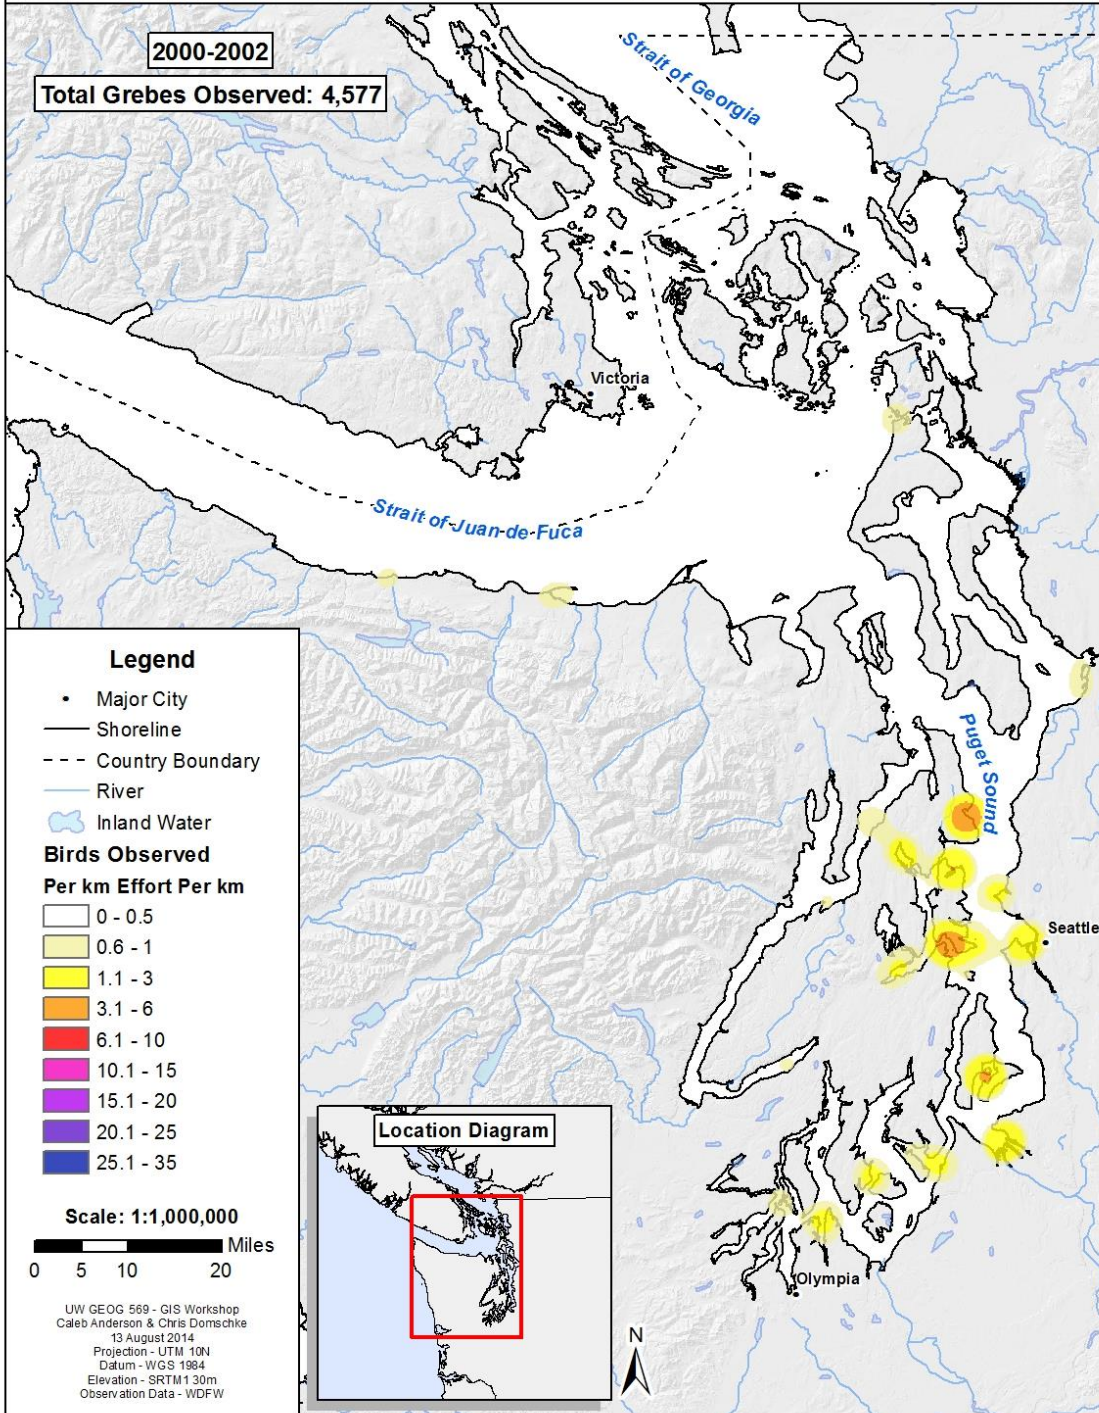 2000-2002
Total Grebes Observed: 4,577
Strait of Georgia
Victoria
Strait of Juan de Fuca
Puget Sound
Seattle
Olympia
Legend
Major City
Shoreline
Country Boundary
River
Inland Water
Birds Observed
Per km Effort Per km
0 - 0.5
0.6 - 1
1.1 - 3
3.1 - 6
6.1 - 10
10.1 - 15
15.1 - 20
20.1 - 25
25.1 - 35
Scale: 1:1,000,000
Miles
0 5 10 20
UW GEOG 569 - GIS Workshop
Caleb Anderson & Chris Domschke
13 August 2014
Projection - UTM 10N
Datum - WGS 1984
Elevation - SRTM1 30m
Observation Data - WDFW
Location Diagram
N